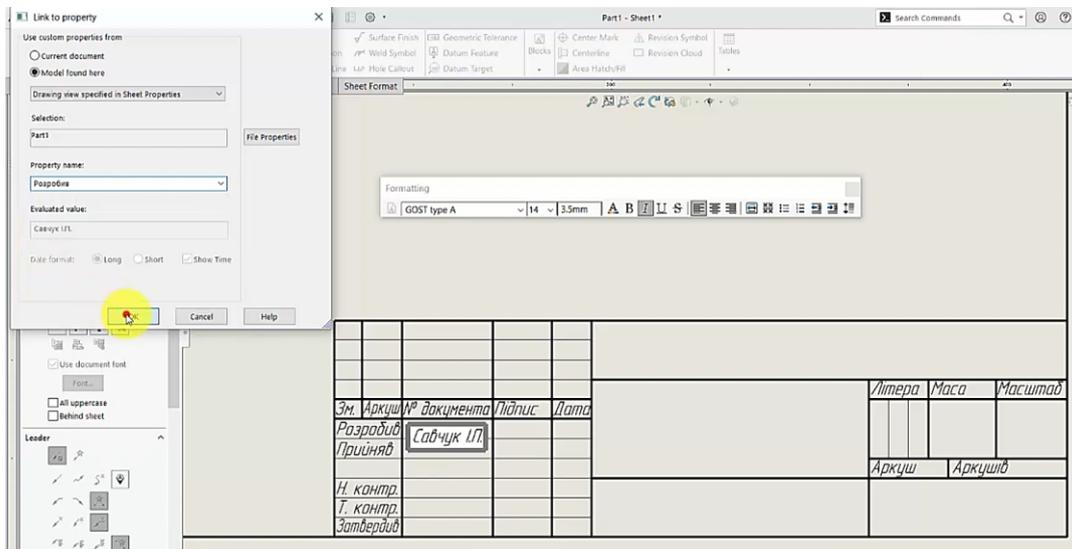 Link to property
Use custom properties from
Current document
Model found here
Drawing view specified in Sheet Properties
Selection:
Part1
File Properties
Property name:
Розробив
Evaluated value:
Савчук І.П.
Date format:
Long
Short
Show Time
Cancel
Help
Use document font
Font...
All uppercase
Behind sheet
Leader
Part1 - Sheet1 *
Search Commands
Surface Finish
Geometric Tolerance
Center Mark
Revision Symbol
Weld Symbol
Datum Feature
Blocks
Centerline
Revision Cloud
Tables
Hole Callout
Datum Target
Area Hatch/Fill
Sheet Format
Formatting
GOST type A
14
3.5mm
Літера
Маса
Масштаб
Зм.
Аркуш
№ документа
Підпис
Дата
Розробив
Савчук І.П.
Прийняв
Аркуш
Аркушів
Н. контр.
Т. контр.
Затвердив